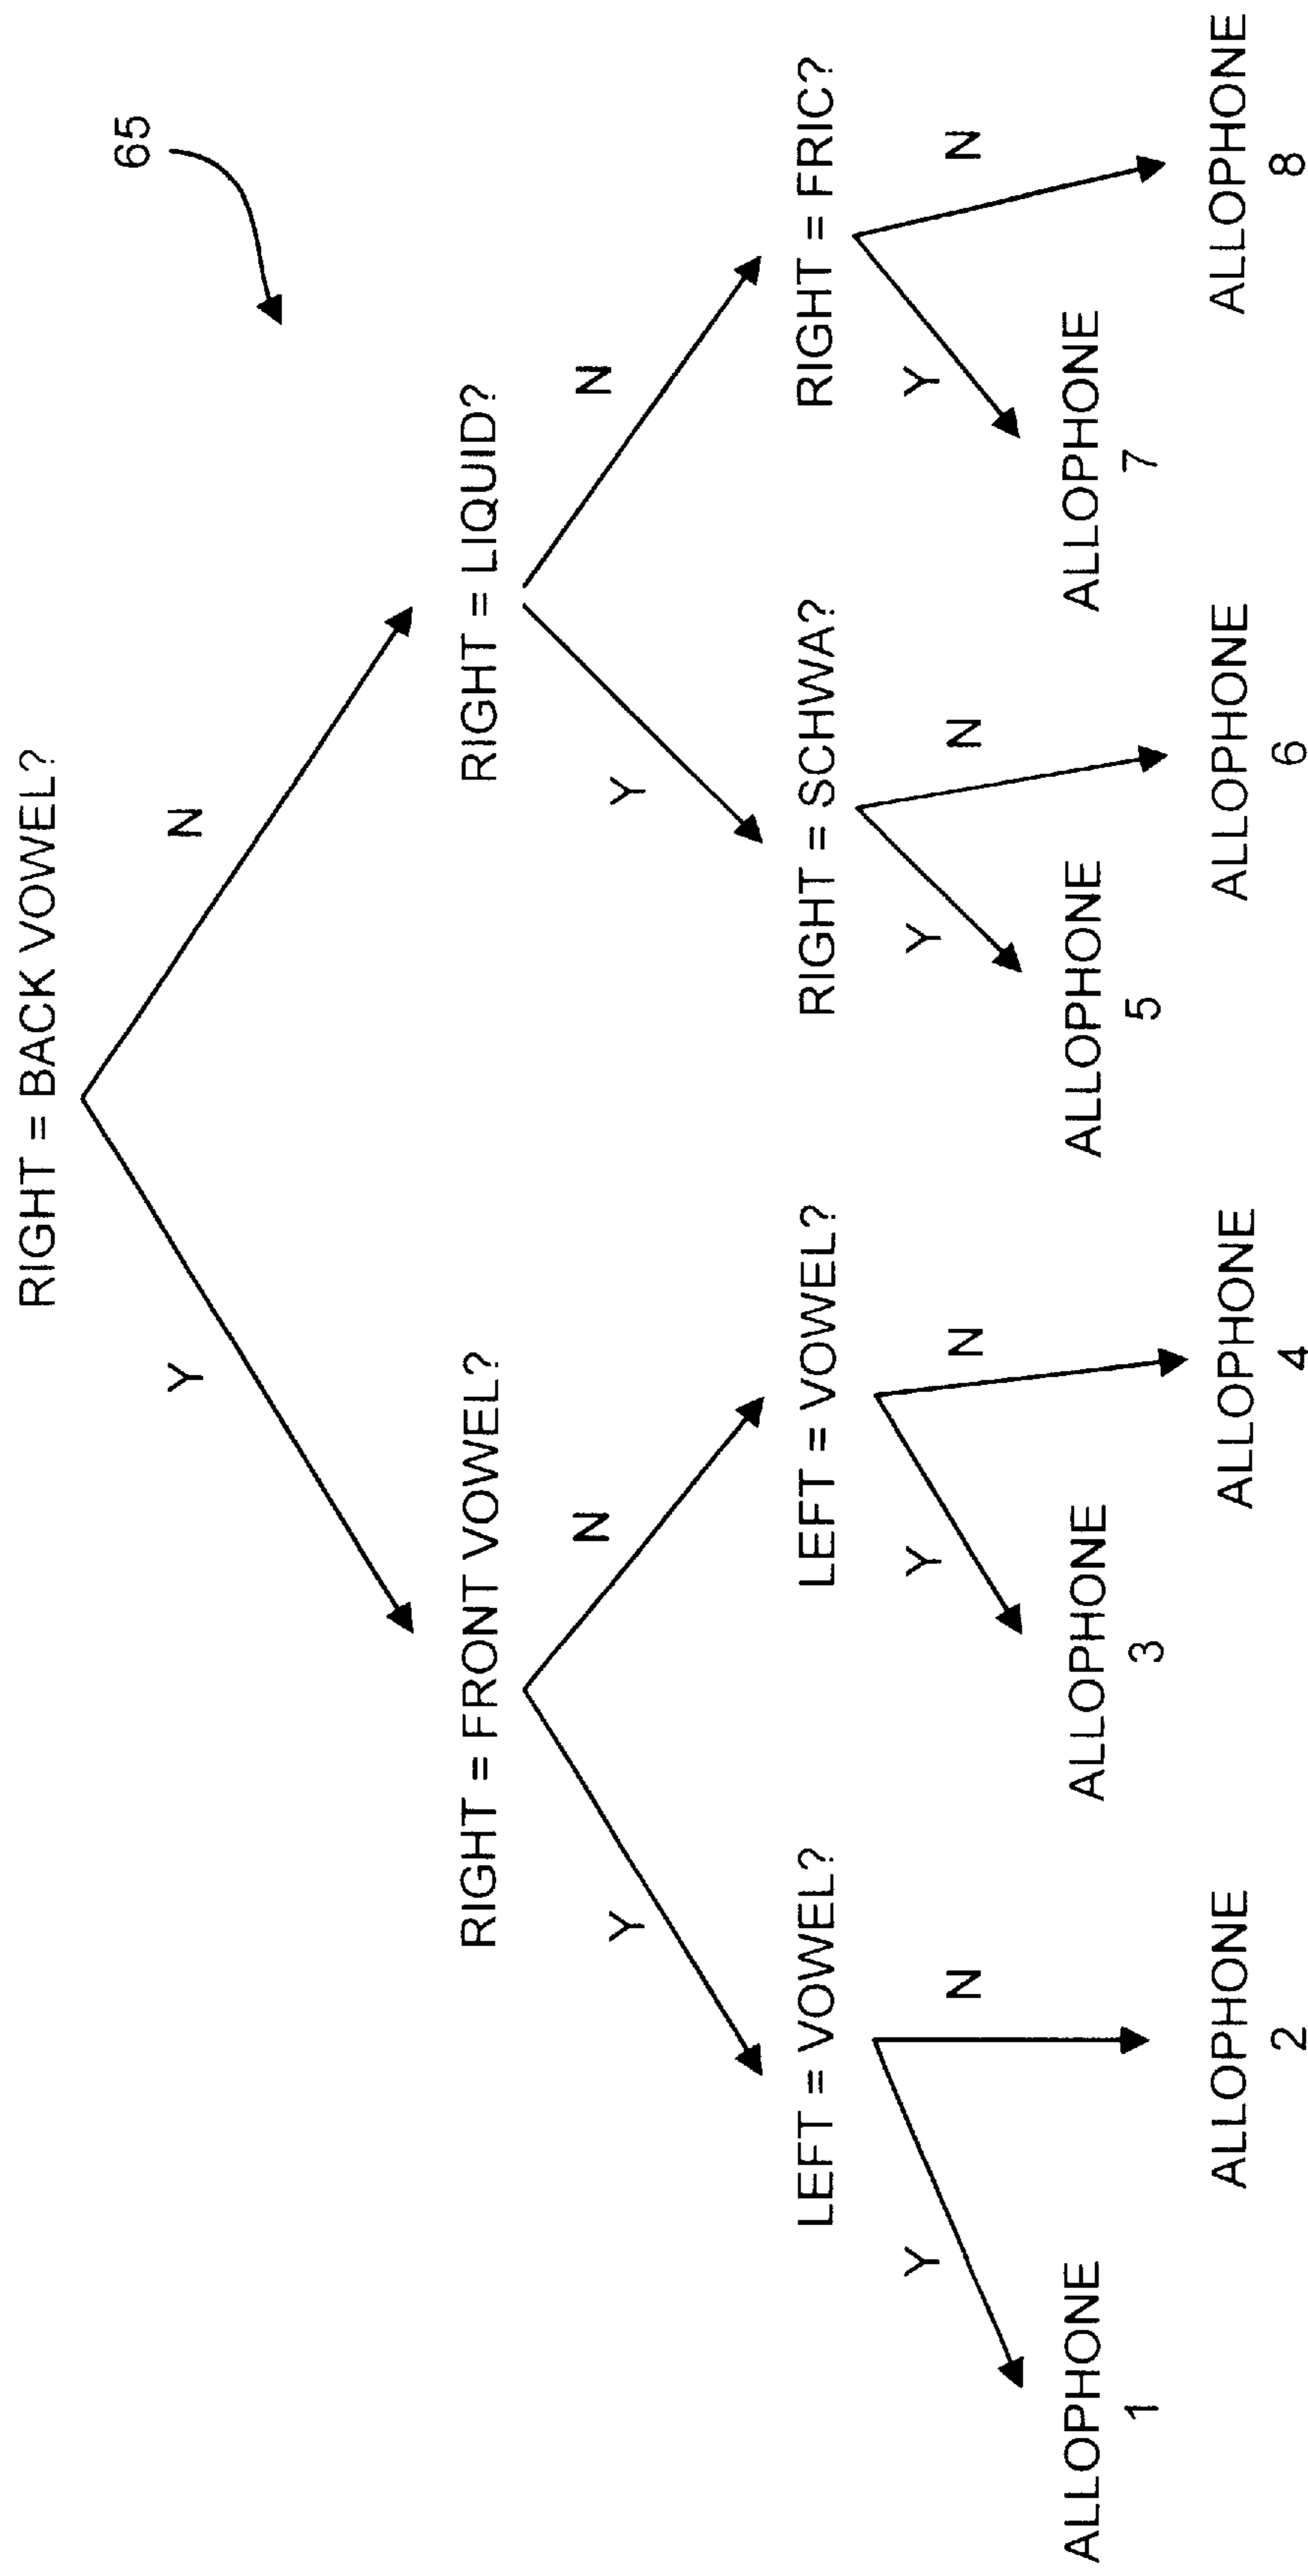 65
RIGHT = BACK VOWEL?
Y
N
RIGHT = FRONT VOWEL?
RIGHT = LIQUID?
Y
N
Y
N
LEFT = VOWEL?
LEFT = VOWEL?
RIGHT = SCHWA?
RIGHT = FRIC?
Y
N
Y
N
Y
N
Y
N
ALLOPHONE
1
ALLOPHONE
2
ALLOPHONE
3
ALLOPHONE
4
ALLOPHONE
5
ALLOPHONE
6
ALLOPHONE
7
ALLOPHONE
8